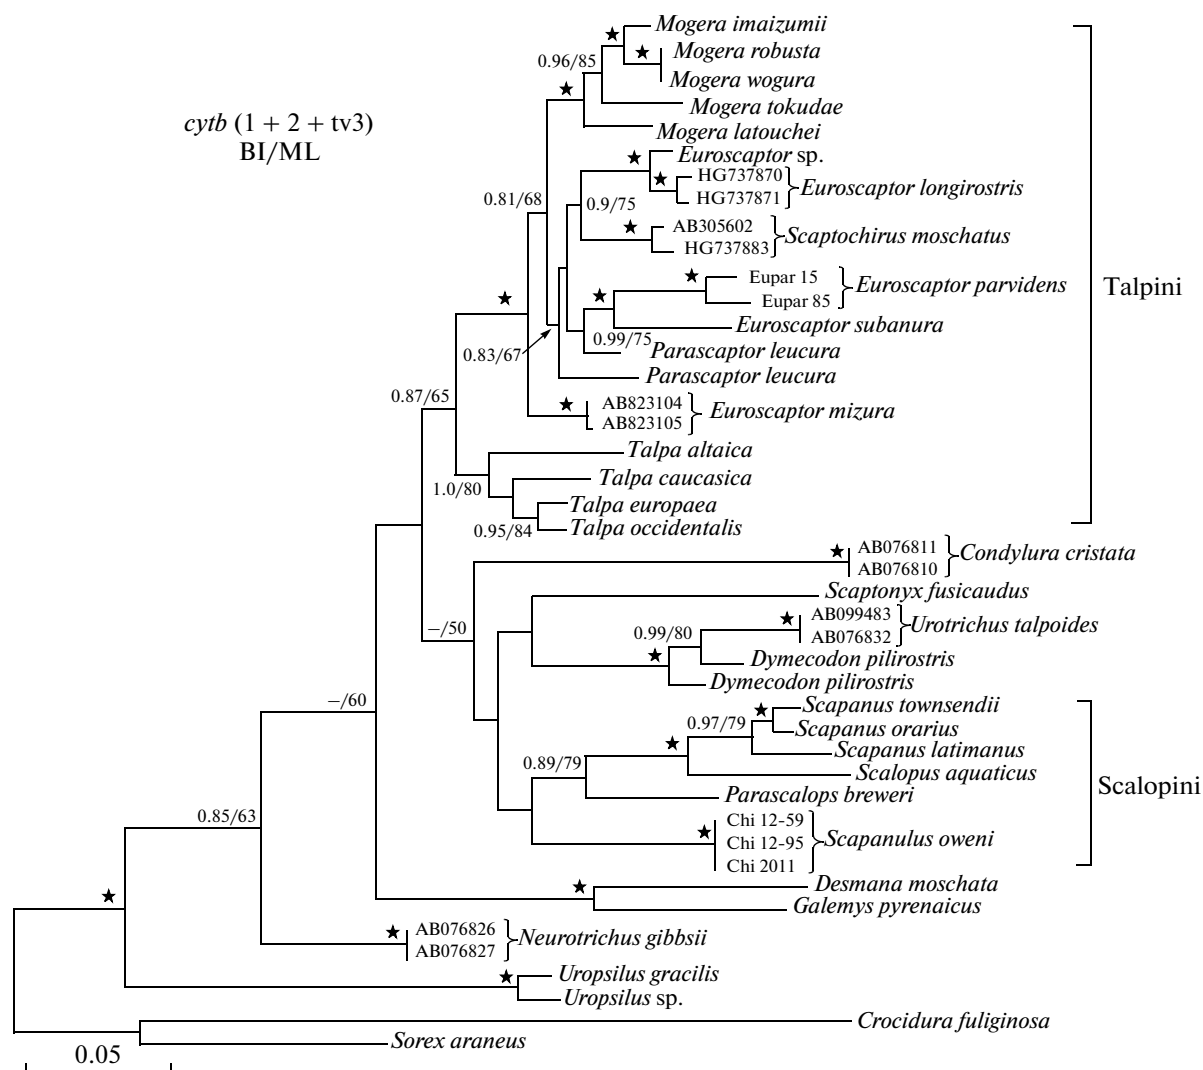 Mogera imaizumii
Mogera robusta
0.96/85
Mogera wogura
Mogera tokudae
cytb (1 + 2 + tv3)
BI/ML
Mogera latouchei
Euroscaptor sp.
HG737870
HG737871
Euroscaptor longirostris
0.81/68
0.9/75
AB305602
HG737883
Scaptochirus moschatus
Eupar 15
Eupar 85
Euroscaptor parvidens
Talpini
Euroscaptor subanura
0.99/75
Parascaptor leucura
0.83/67
Parascaptor leucura
0.87/65
AB823104
AB823105
Euroscaptor mizura
Talpa altaica
Talpa caucasica
1.0/80
Talpa europaea
0.95/84
Talpa occidentalis
AB076811
AB076810
Condylura cristata
Scaptonyx fusicaudus
AB099483
AB076832
Urotrichus talpoides
–/50
0.99/80
Dymecodon pilirostris
Dymecodon pilirostris
–/60
Scapanus townsendii
0.97/79
Scapanus orarius
Scapanus latimanus
0.89/79
Scalopus aquaticus
Scalopini
Parascalops breweri
0.85/63
Chi 12-59
Chi 12-95
Chi 2011
Scapanulus oweni
Desmana moschata
Galemys pyrenaicus
AB076826
AB076827
Neurotrichus gibbsii
Uropsilus gracilis
Uropsilus sp.
Crocidura fuliginosa
Sorex araneus
0.05